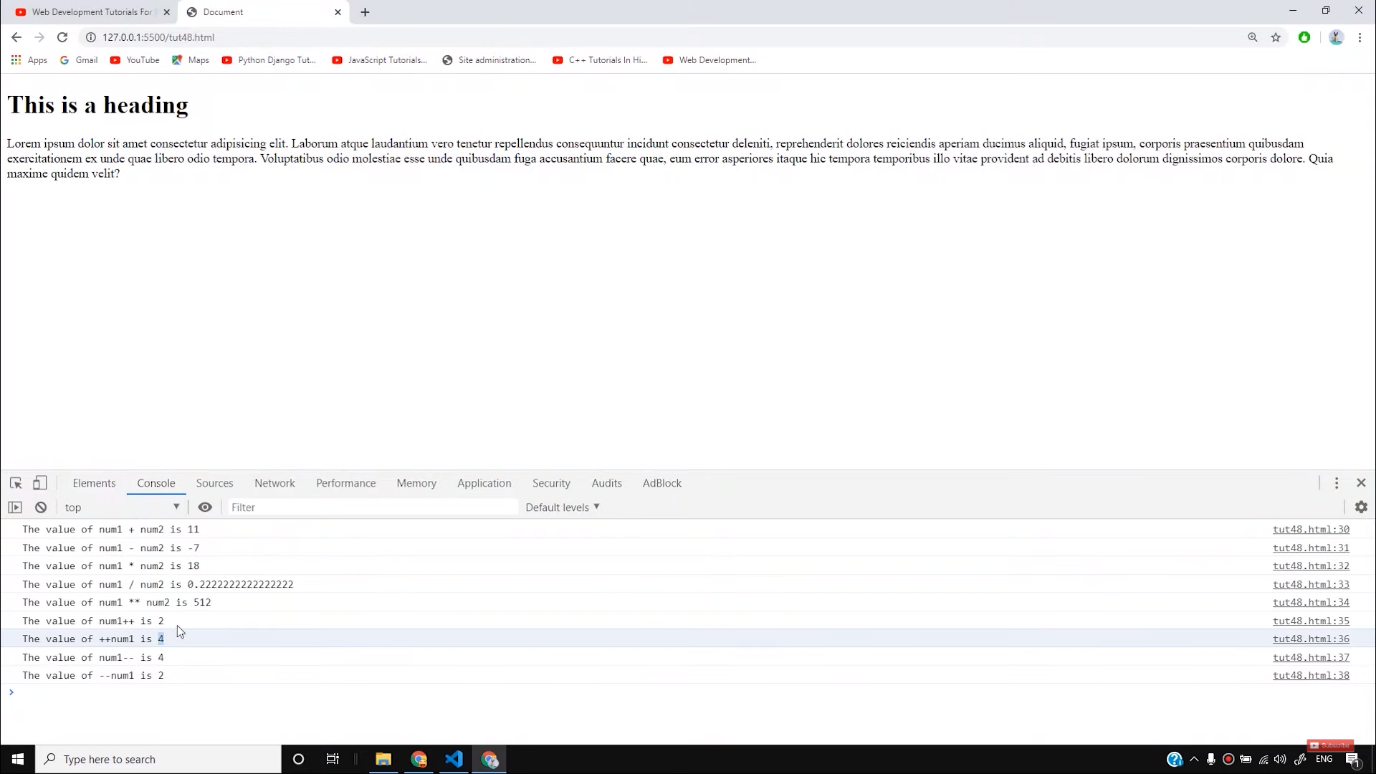 Web Development Tutorials For
Document
127.0.0.1:5500/tut48.html
Apps
Gmail
YouTube
Maps
Python Django Tut...
JavaScript Tutorials...
Site administration...
C++ Tutorials In Hi...
Web Development...
This is a heading
Lorem ipsum dolor sit amet consectetur adipisicing elit. Laborum atque laudantium vero tenetur repellendus consequuntur incidunt consectetur deleniti, reprehenderit dolores reiciendis aperiam ducimus aliquid, fugiat ipsum, corporis praesentium quibusdam
exercitationem ex unde quae libero odio tempora. Voluptatibus odio molestiae esse unde quibusdam fuga accusantium facere quae, eum error asperiores itaque hic tempora temporibus illo vitae provident ad debitis libero dolorum dignissimos corporis dolore. Quia
maxime quidem velit?
Elements Console Sources Network Performance Memory Application Security Audits AdBlock
top
Filter
Default levels
The value of num1 + num2 is 11 tut48.html:30
The value of num1 - num2 is -7 tut48.html:31
The value of num1 * num2 is 18 tut48.html:32
The value of num1 / num2 is 0.2222222222222222 tut48.html:33
The value of num1 ** num2 is 512 tut48.html:34
The value of num1++ is 2 tut48.html:35
The value of ++num1 is 4 tut48.html:36
The value of num1-- is 4 tut48.html:37
The value of --num1 is 2 tut48.html:38
Type here to search
ENG